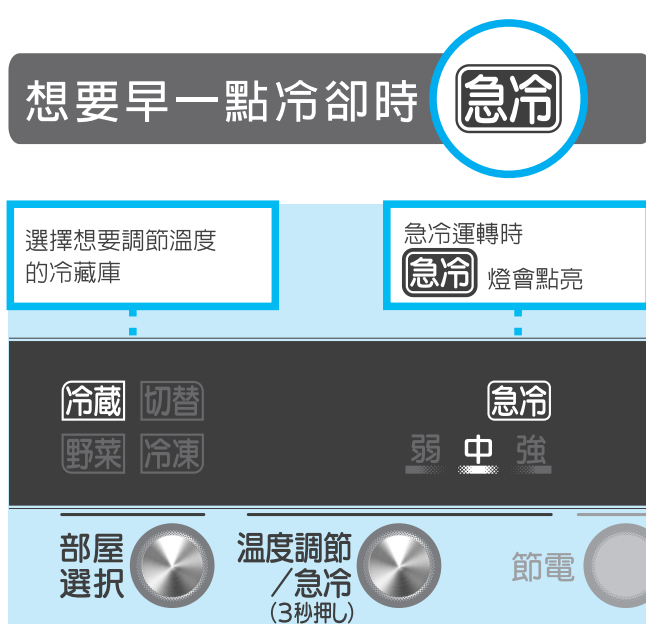 想要早一點冷卻時 急冷
選擇想要調節溫度
的冷藏庫
急冷運轉時
急冷 燈會點亮
冷蔵 切替
野菜 冷凍
急冷
弱 中 強
部屋
選択
温度調節
／急冷
(3秒押し)
節電